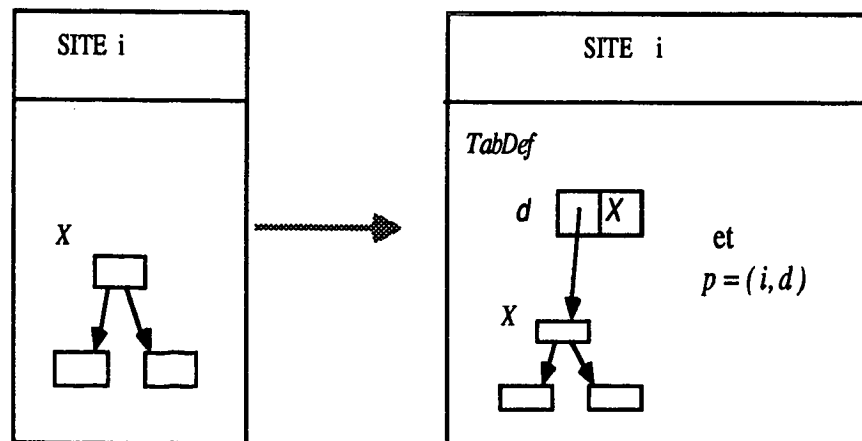 SITE i
X
SITE i
TabDef
d X
et
p = (i, d)
X